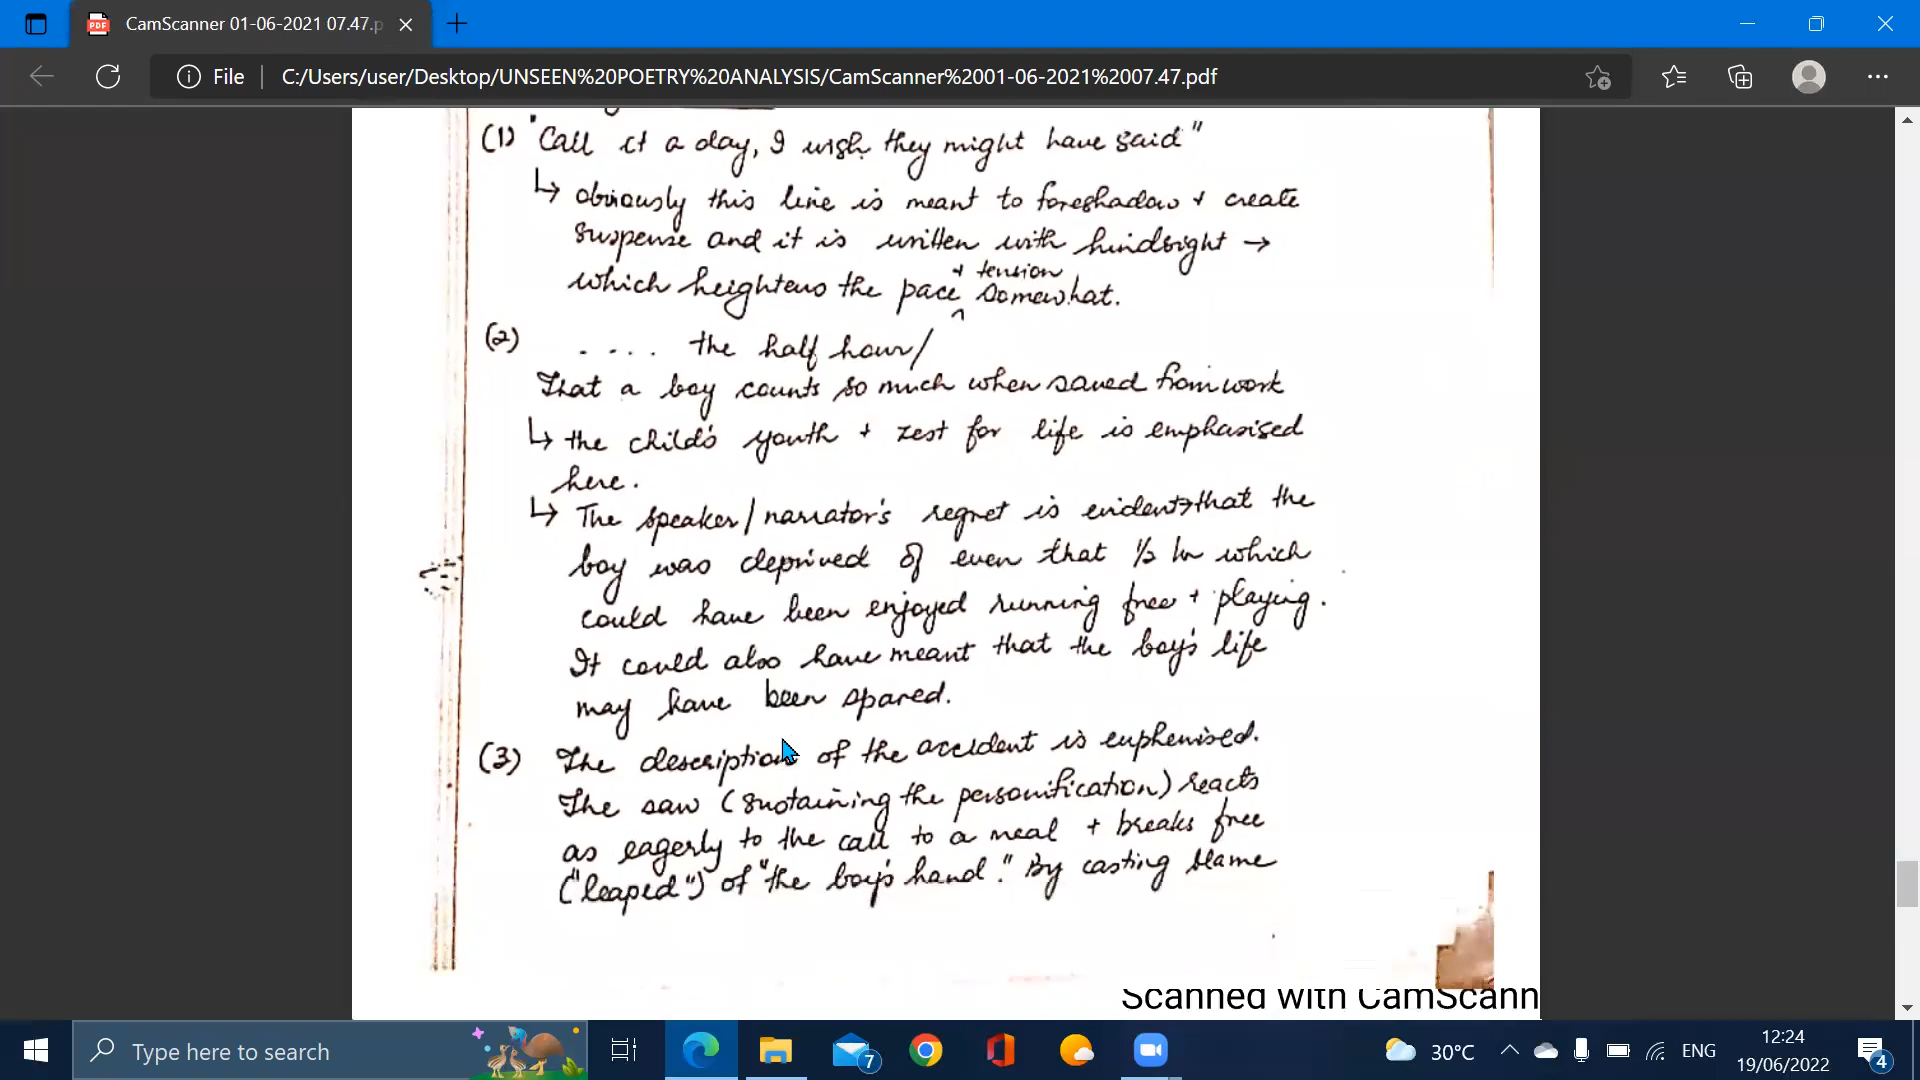 CamScanner 01-06-2021 07.47.p
File
C:/Users/user/Desktop/UNSEEN%20POETRY%20ANALYSIS/CamScanner%2001-06-2021%2007.47.pdf
(1) "Call it a day, I wish they might have said"
↳ obviously this line is meant to foreshadow + create
suspense and it is written with hindsight →
which heightens the pace + tension somewhat.
(2) .... the half hour/
That a boy counts so much when saved from work
↳ the child's youth + zest for life is emphasised
here.
↳ The speaker/narrator's regret is evident → that the
boy was deprived of even that ½ hr which
could have been enjoyed running free + playing.
It could also have meant that the boy's life
may have been spared.
(3) The description of the accident is euphemised.
The saw (sustaining the personification) reacts
as eagerly to the call to a meal + breaks free
("leaped") of "the boy's hand." By casting blame
Scanned with CamScann
Type here to search
7
30°C
ENG
12:24
19/06/2022
4